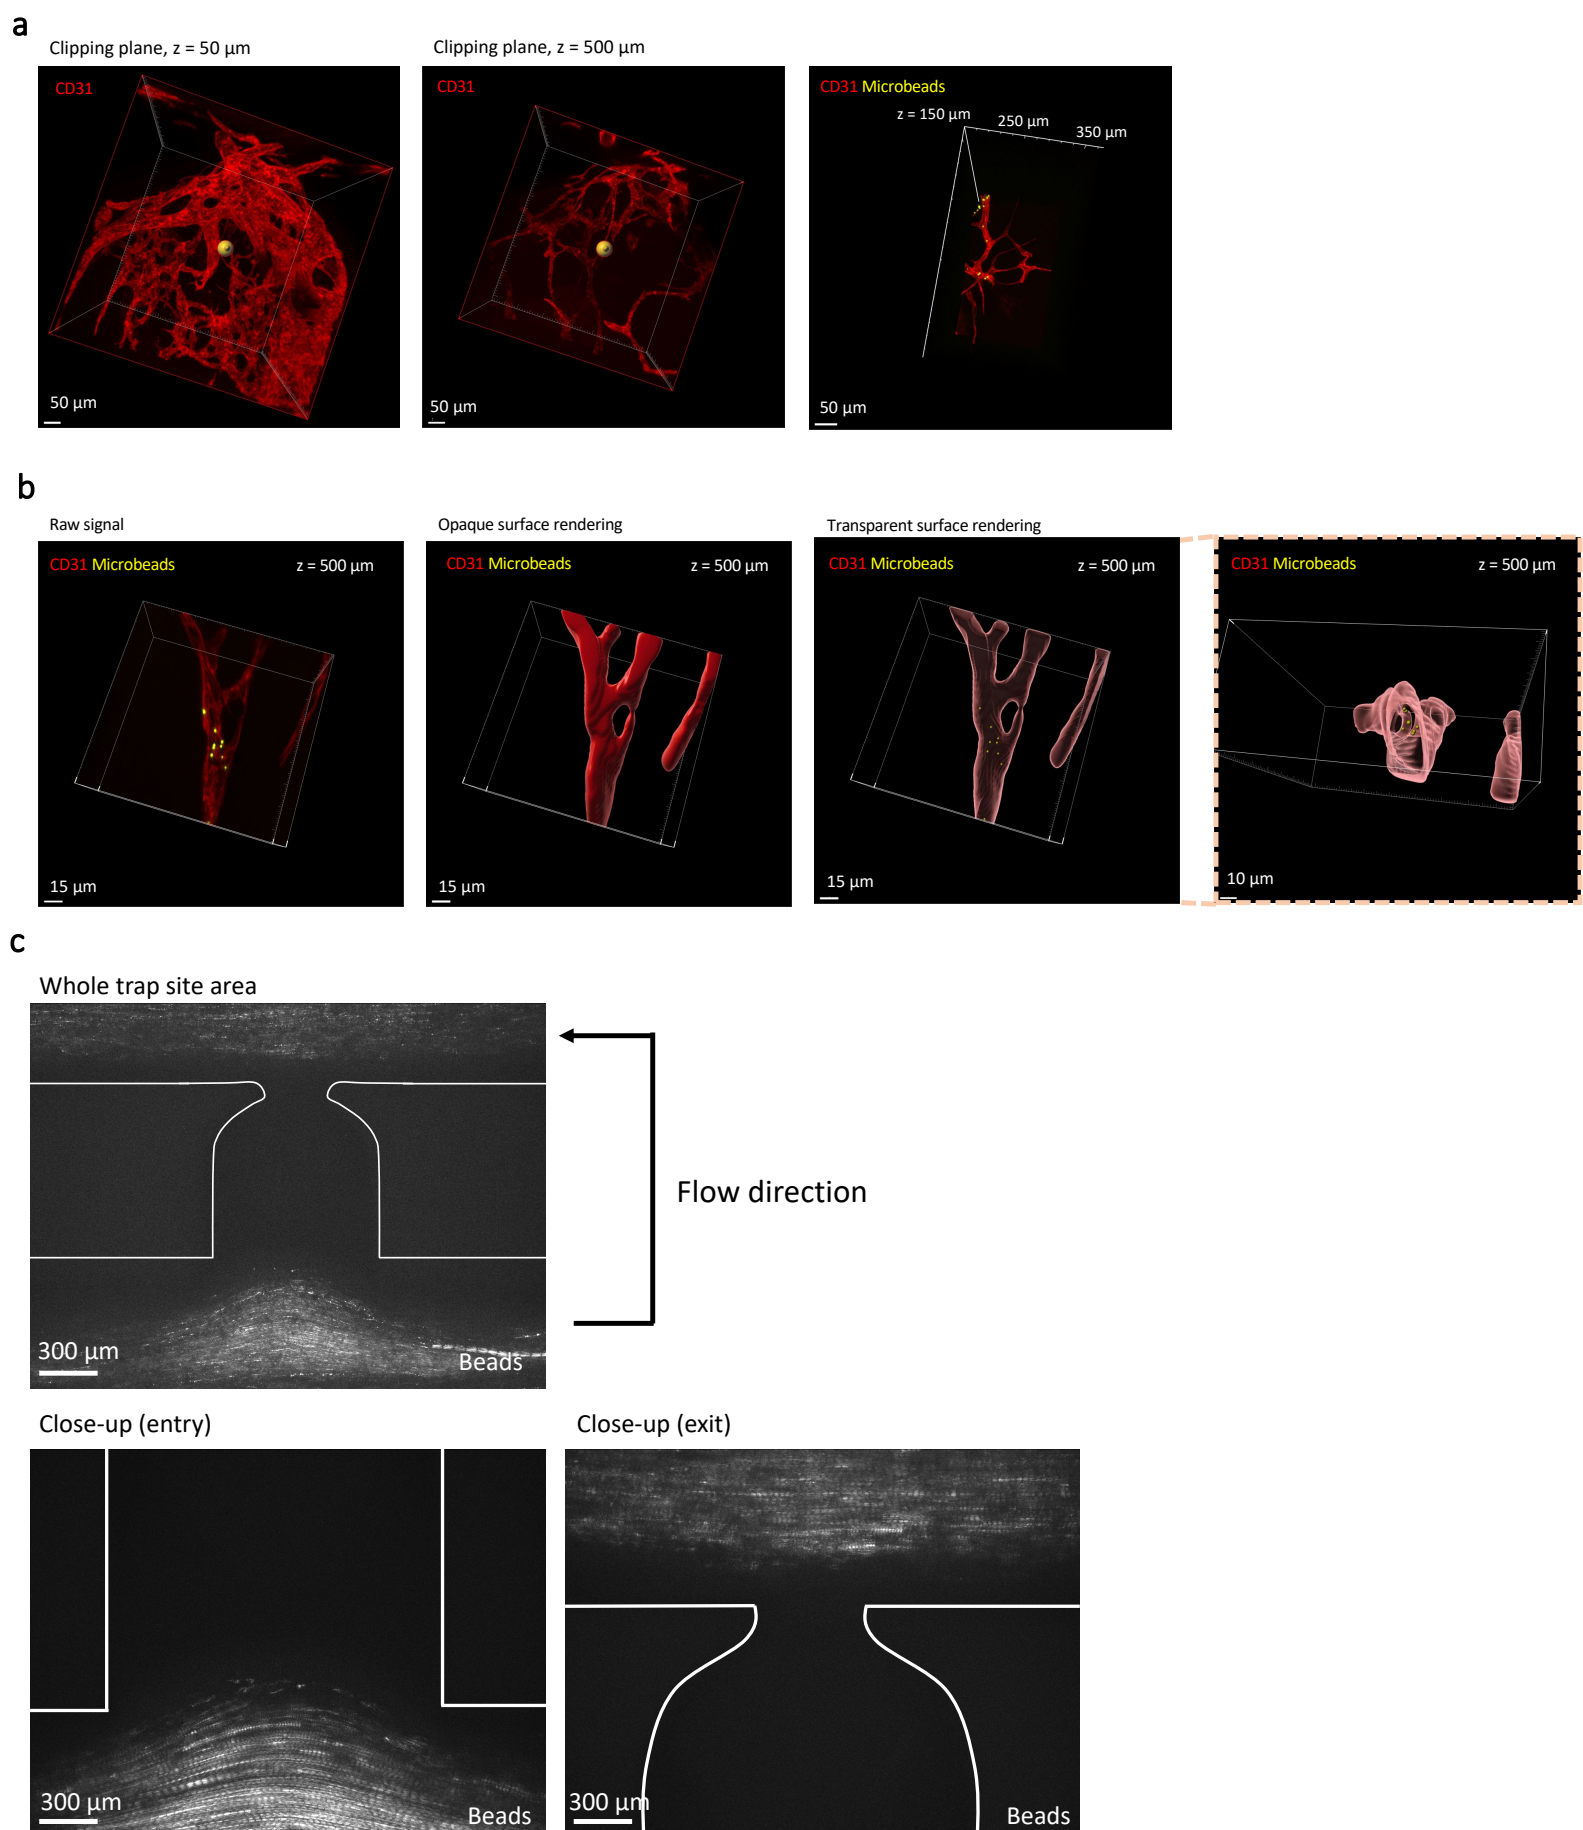 a
Clipping plane, z = 50 µm
Clipping plane, z = 500 µm
CD31
50 µm
CD31
50 µm
CD31 Microbeads
z = 150 µm
250 µm
350 µm
50 µm
b
Raw signal
Opaque surface rendering
Transparent surface rendering
CD31 Microbeads
z = 500 µm
15 µm
CD31 Microbeads
z = 500 µm
15 µm
CD31 Microbeads
z = 500 µm
15 µm
CD31 Microbeads
z = 500 µm
10 µm
c
Whole trap site area
300 µm
Beads
Flow direction
Close-up (entry)
300 µm
Beads
Close-up (exit)
300 µm
Beads